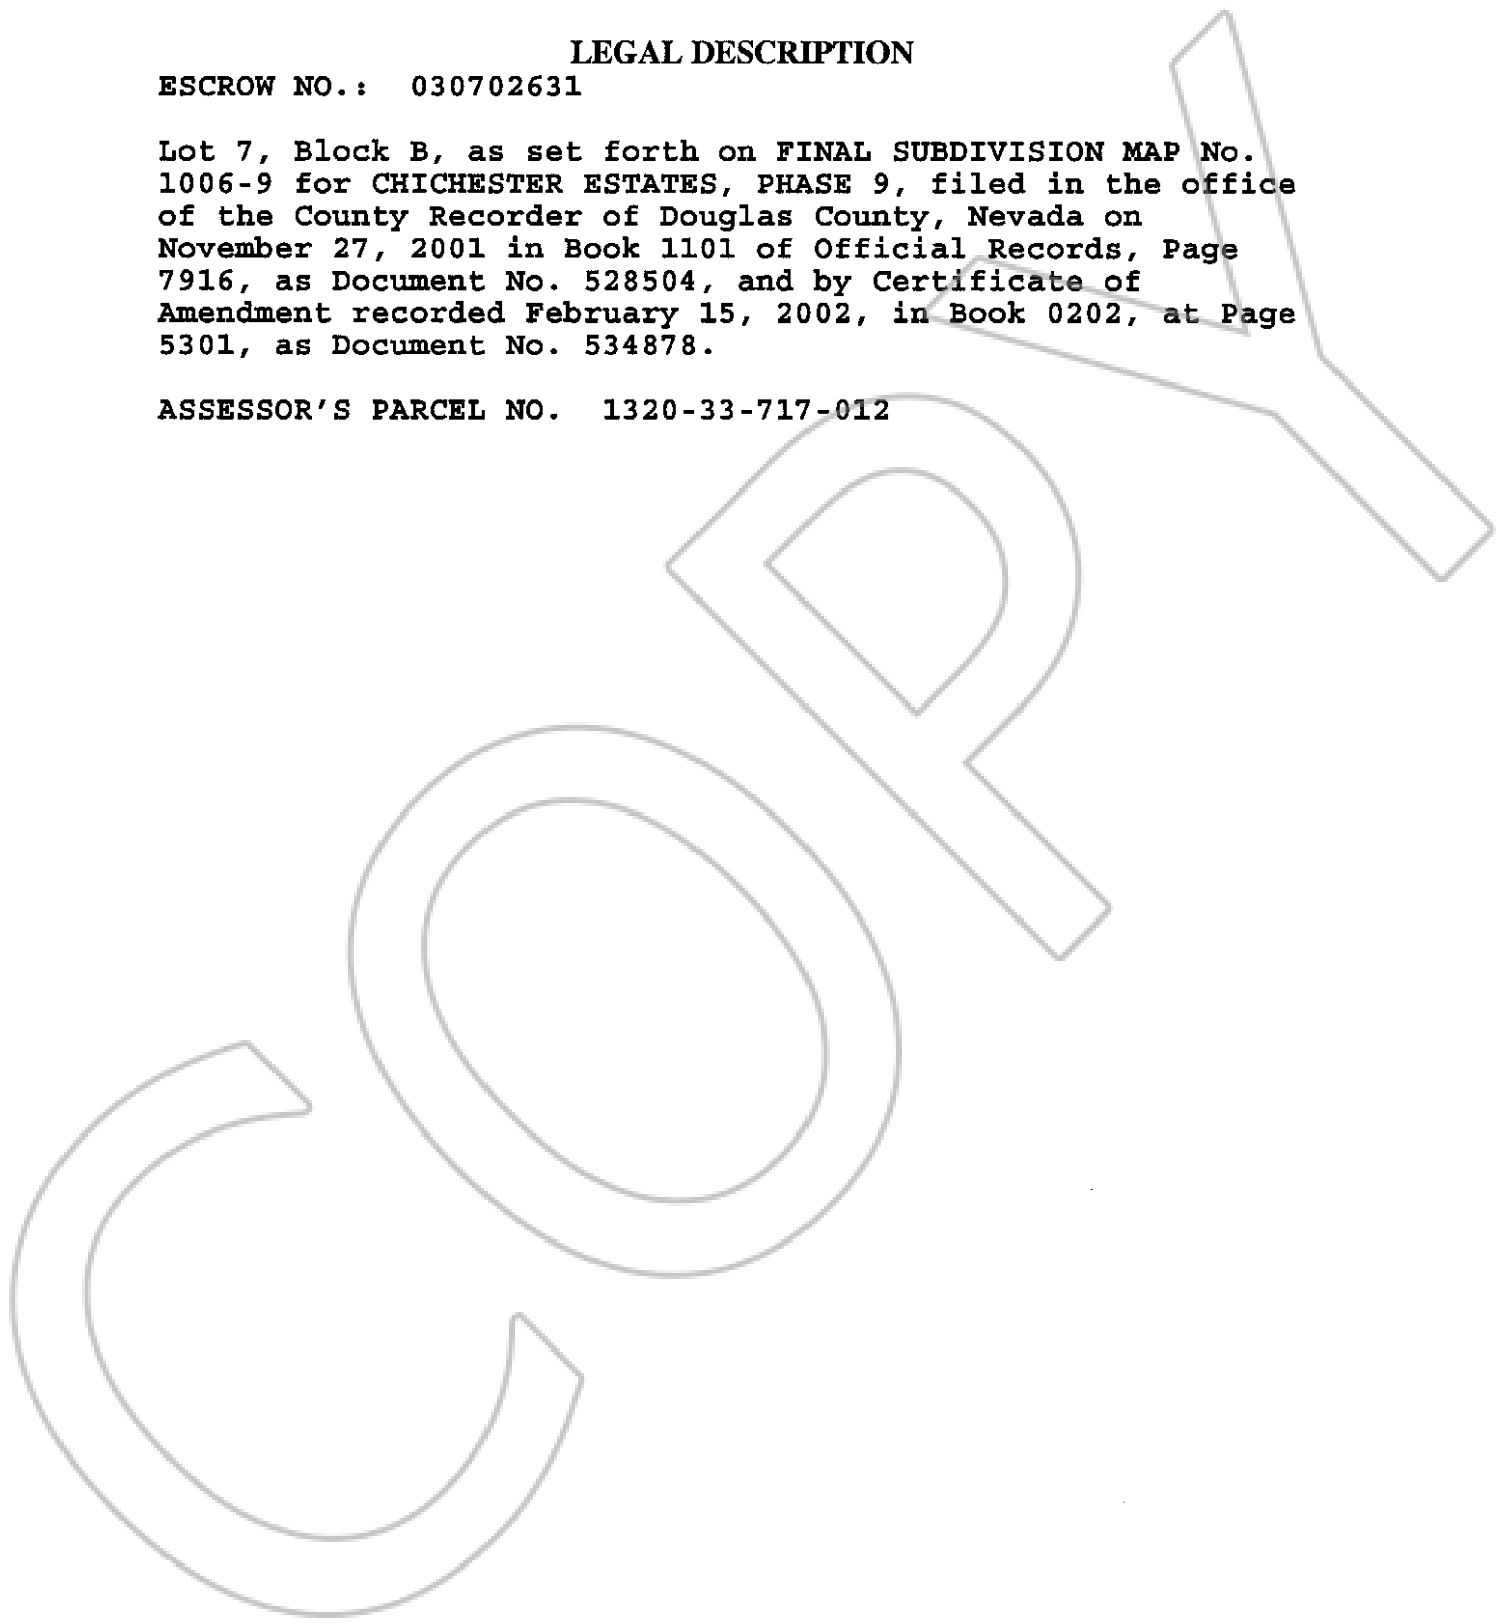 LEGAL DESCRIPTION
ESCROW NO.: 030702631
Lot 7, Block B, as set forth on FINAL SUBDIVISION MAP No.
1006-9 for CHICHESTER ESTATES, PHASE 9, filed in the office
of the County Recorder of Douglas County, Nevada on
November 27, 2001 in Book 1101 of Official Records, Page
7916, as Document No. 528504, and by Certificate of
Amendment recorded February 15, 2002, in Book 0202, at Page
5301, as Document No. 534878.
ASSESSOR'S PARCEL NO. 1320-33-717-012
COPY